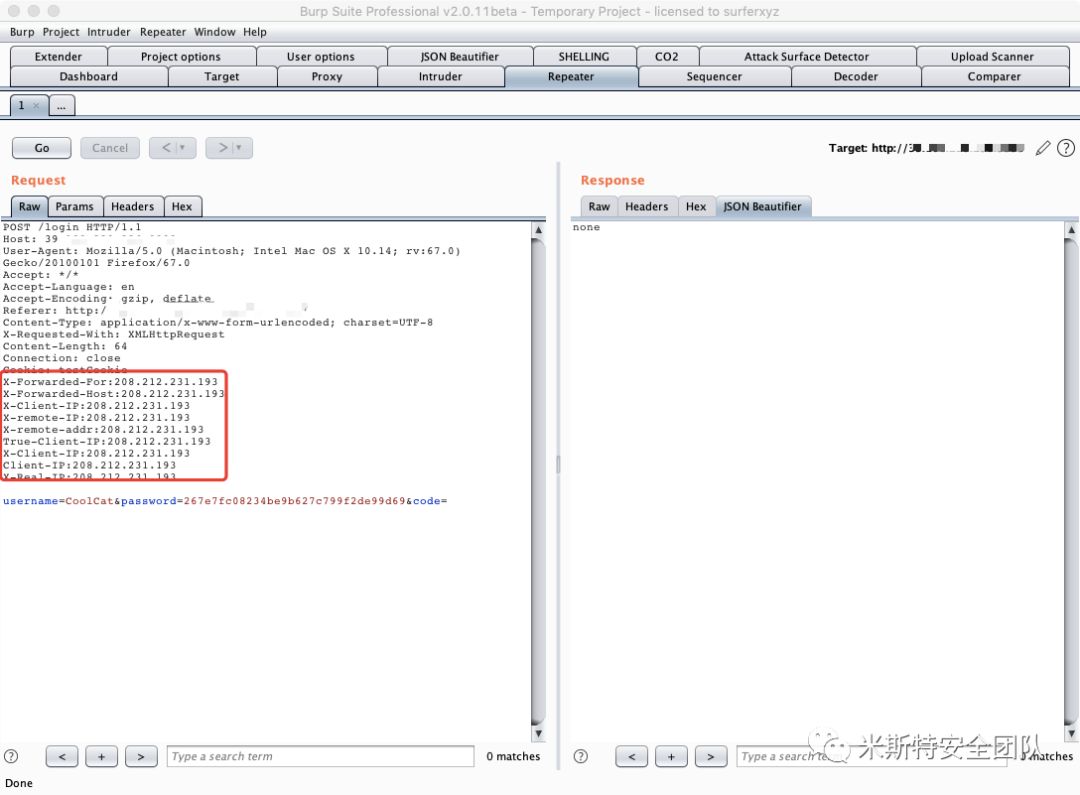 Burp Suite Professional v2.0.11beta - Temporary Project - licensed to surferxyz
Burp Project Intruder Repeater Window Help
Extender Project options User options JSON Beautifier SHELLING CO2 Attack Surface Detector Upload Scanner
Dashboard Target Proxy Intruder Repeater Sequencer Decoder Comparer
1 × ...
Go Cancel < > Target: http://
Request
Raw Params Headers Hex
POST /login HTTP/1.1
Host: 39
User-Agent: Mozilla/5.0 (Macintosh; Intel Mac OS X 10.14; rv:67.0)
Gecko/20100101 Firefox/67.0
Accept: */*
Accept-Language: en
Accept-Encoding: gzip, deflate
Referer: http:/
Content-Type: application/x-www-form-urlencoded; charset=UTF-8
X-Requested-With: XMLHttpRequest
Content-Length: 64
Connection: close
Cookie: testCookie
X-Forwarded-For:208.212.231.193
X-Forwarded-Host:208.212.231.193
X-Client-IP:208.212.231.193
X-remote-IP:208.212.231.193
X-remote-addr:208.212.231.193
True-Client-IP:208.212.231.193
X-Client-IP:208.212.231.193
Client-IP:208.212.231.193
X-Real-IP:208.212.231.193
username=CoolCat&password=267e7fc08234be9b627c799f2de99d69&code=
? < + > Type a search term 0 matches
Response
Raw Headers Hex JSON Beautifier
none
? < + > Type a search 0 matches
米斯特安全团队
Done